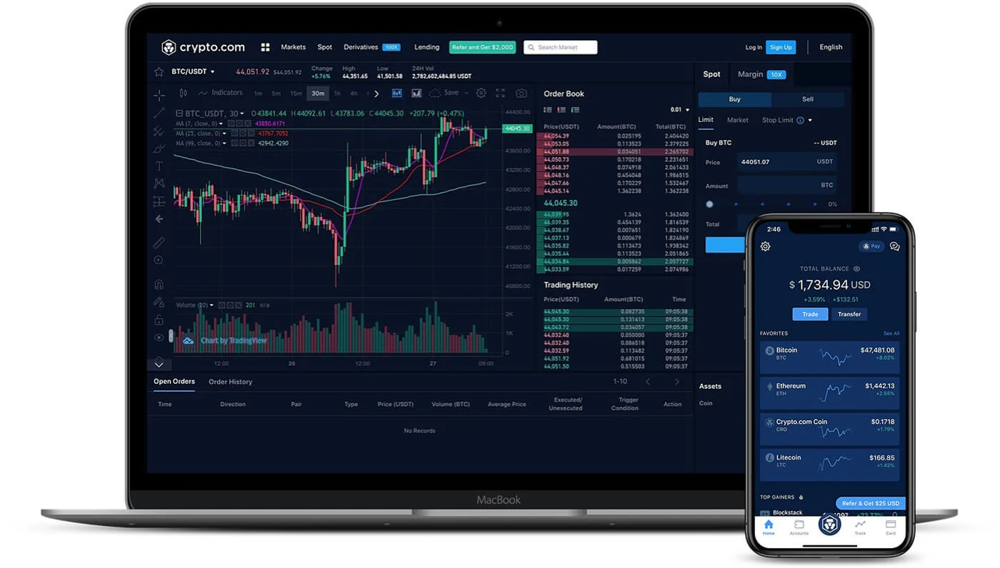 crypto.com Markets Spot Derivatives 100X Lending Refer and Get $2,000 Search Market Log In Sign Up English
BTC/USDT 44,051.92 $44,051.92 Change +5.76% High 44,351.65 Low 41,501.58 24H Vol 2,782,602,484.85 USDT
Indicators 1m 5m 15m 30m 1h 4h Save
BTC_USDT, 30 O43841.44 H44092.61 L43783.06 C44045.30 +207.79 (+0.47%)
MA (7, close, 0) 43850.6171
MA (25, close, 0) 43767.7052
MA (99, close, 0) 42942.4290
44400.00
44045.30
43600.00
43200.00
42800.00
42400.00
42000.00
41600.00
41200.00
40800.00
Volume (20) 201 n/a
2K
1K
0
Chart by TradingView
12:00 26 12:00 27 09:00
Order Book
0.01
Price(USDT) Amount(BTC) Total(BTC)
44,054.39 0.025195 2.404420
44,053.05 0.113523 2.379225
44,051.88 0.034051 2.265702
44,050.73 0.170218 2.231651
44,048.37 0.074918 2.061433
44,048.16 0.454048 1.986515
44,047.66 0.170229 1.532467
44,045.14 1.362238 1.362238
44,045.30
44,039.95 1.3624 1.362400
44,039.35 0.454139 1.816539
44,038.67 0.007651 1.824190
44,037.13 0.000679 1.824869
44,035.82 0.113473 1.938342
44,035.44 0.113523 2.051865
44,034.84 0.005862 2.057727
44,033.59 0.017259 2.074986
Trading History
Price(USDT) Amount(BTC) Time
44,045.30 0.082735 09:05:38
44,045.30 0.131413 09:05:38
44,043.72 0.034057 09:05:38
44,032.40 0.050000 09:05:37
44,032.40 0.086518 09:05:37
44,032.59 0.113482 09:05:37
44,051.92 0.681015 09:05:37
44,051.50 0.515503 09:05:37
Spot Margin 10X
Buy Sell
Limit Market Stop Limit
Buy BTC -- USDT
Price 44051.07 USDT
Amount BTC
0%
Total
Open Orders Order History 1-10
Time Direction Pair Type Price (USDT) Volume (BTC) Average Price Executed/ Unexecuted Trigger Condition Action
No Records
Assets
Coin
MacBook
2:46
Pay
TOTAL BALANCE
$ 1,734.94 USD
+3.59% +$132.51
Trade Transfer
FAVORITES See All
Bitcoin $47,481.08
BTC +8.02%
Ethereum $1,442.13
ETH +2.55%
Crypto.com Coin $0.1718
CRO +1.79%
Litecoin $166.85
LTC +1.42%
TOP GAINERS
Refer & Get $25 USD
Blockstack +23.77%
Home Accounts Track Card